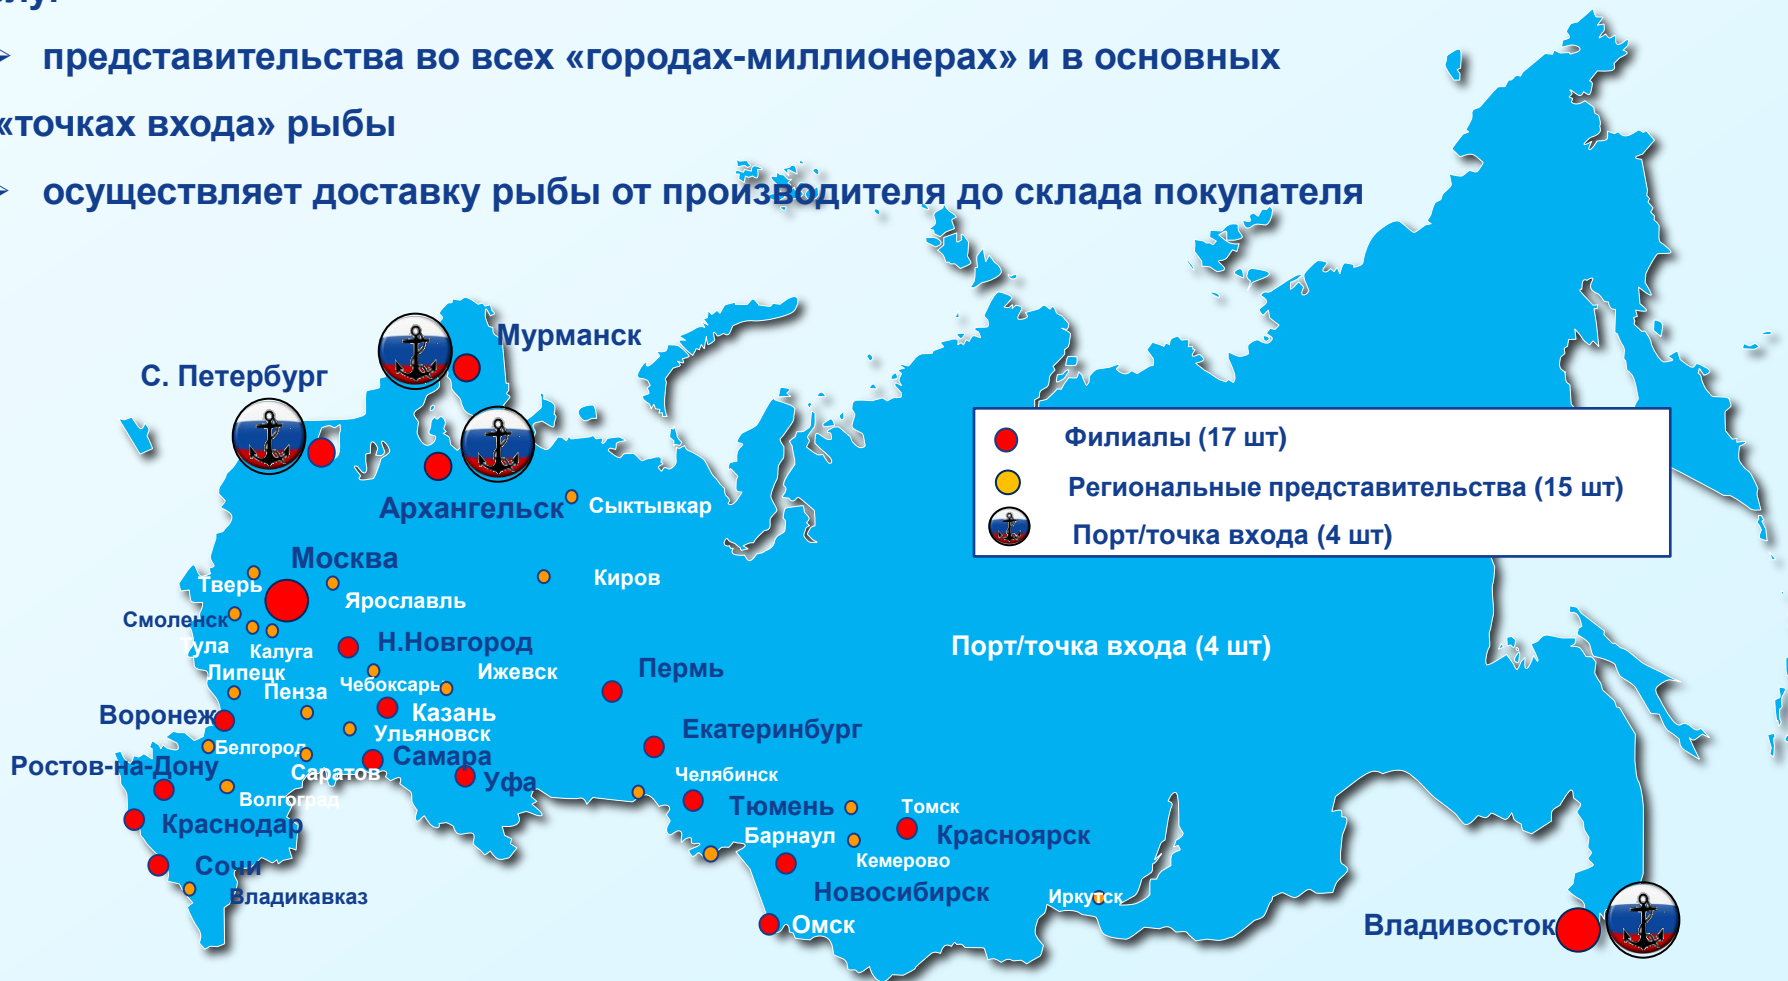 представительства во всех «городах-миллионерах» и в основных
«точках входа» рыбы
осуществляет доставку рыбы от производителя до склада покупателя
Мурманск
С. Петербург
Филиалы (17 шт)
Региональные представительства (15 шт)
Порт/точка входа (4 шт)
Архангельск
Сыктывкар
Москва
Тверь
Киров
Ярославль
Смоленск
Тула
Калуга
Н.Новгород
Порт/точка входа (4 шт)
Липецк
Пенза
Чебоксары
Ижевск
Пермь
Воронеж
Казань
Ульяновск
Екатеринбург
Белгород
Самара
Ростов-на-Дону
Саратов
Уфа
Челябинск
Волгоград
Тюмень
Томск
Краснодар
Барнаул
Красноярск
Кемерово
Сочи
Владикавказ
Новосибирск
Иркутск
Омск
Владивосток